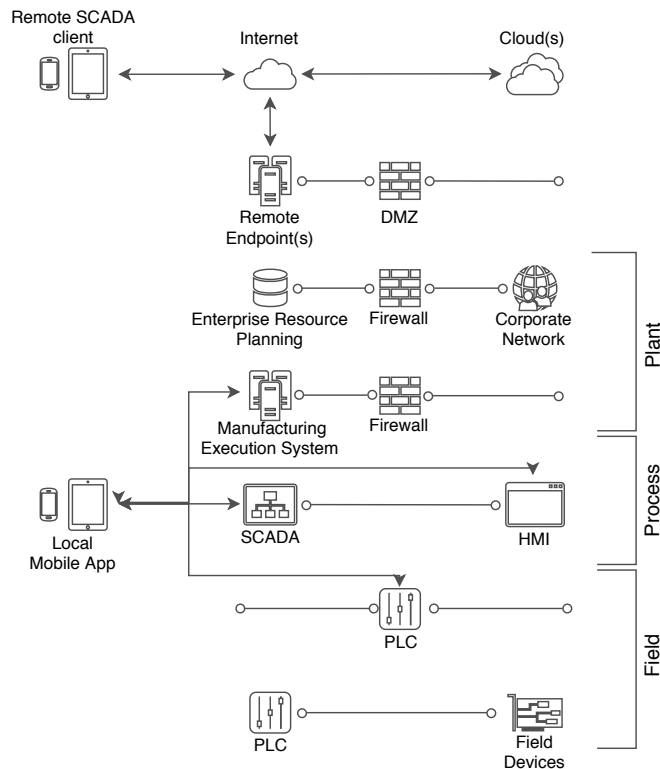 Remote SCADA
client
Internet
Cloud(s)
Remote
Endpoint(s)
DMZ
Enterprise Resource
Planning
Firewall
Corporate
Network
Plant
Manufacturing
Execution System
Firewall
Local
Mobile App
SCADA
HMI
Process
PLC
Field
PLC
Field
Devices